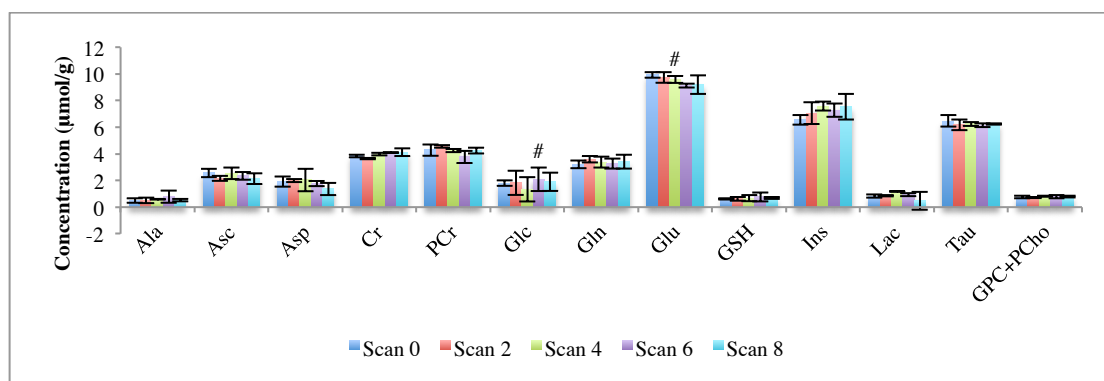 Concentration (μmol/g)
12
10
8
6
4
2
0
-2
#
#
Ala
Asc
Asp
Cr
PCr
Glc
Gln
Glu
GSH
Ins
Lac
Tau
GPC+PCho
Scan 0
Scan 2
Scan 4
Scan 6
Scan 8